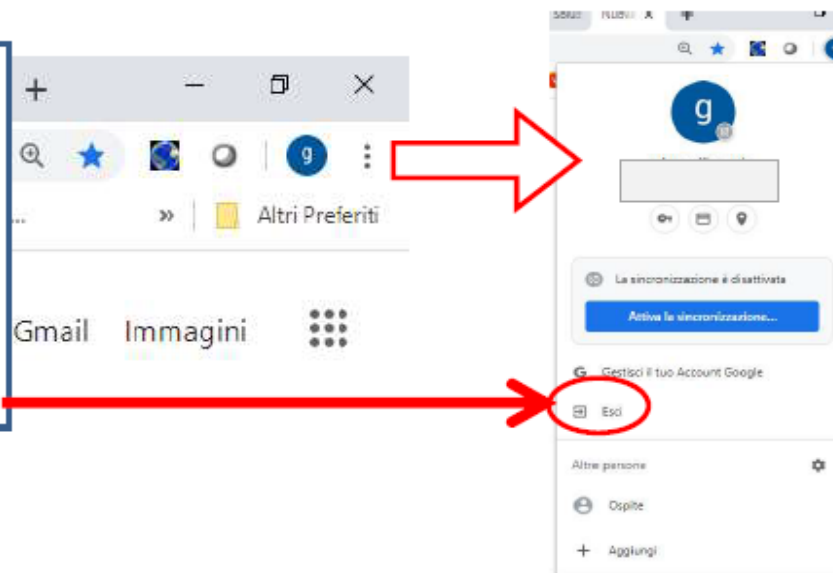 g
Altri Preferiti
Gmail Immagini
g
La sincronizzazione è disattivata
Attiva la sincronizzazione...
G Gestisci il tuo Account Google
Esci
Altre persone
Ospite
+ Aggiungi